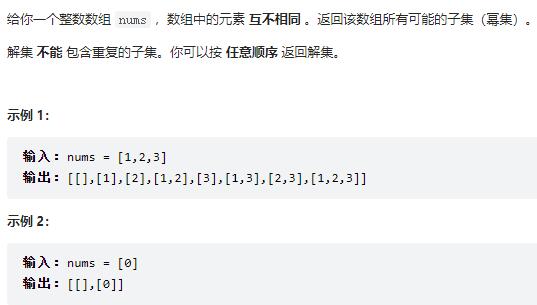 给你一个整数数组 nums ，数组中的元素 互不相同 。返回该数组所有可能的子集（幂集）。
解集 不能 包含重复的子集。你可以按 任意顺序 返回解集。
示例 1：
输入：nums = [1,2,3]
输出：[[],[1],[2],[1,2],[3],[1,3],[2,3],[1,2,3]]
示例 2：
输入：nums = [0]
输出：[[],[0]]